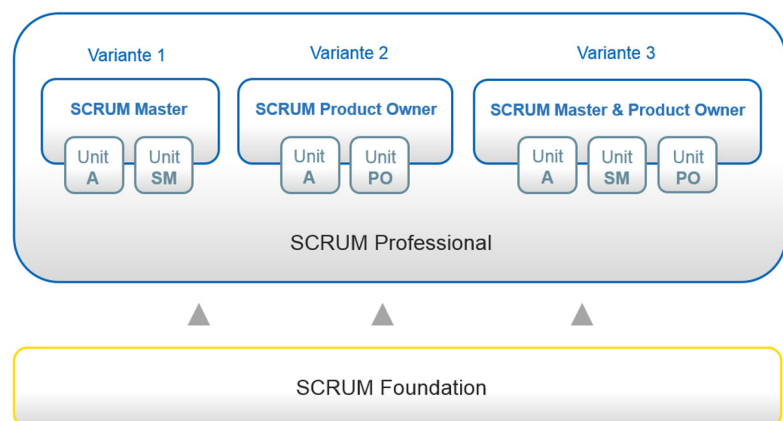 Variante 1
Variante 2
Variante 3
SCRUM Master
SCRUM Product Owner
SCRUM Master & Product Owner
Unit
A
Unit
SM
Unit
A
Unit
PO
Unit
A
Unit
SM
Unit
PO
SCRUM Professional
SCRUM Foundation